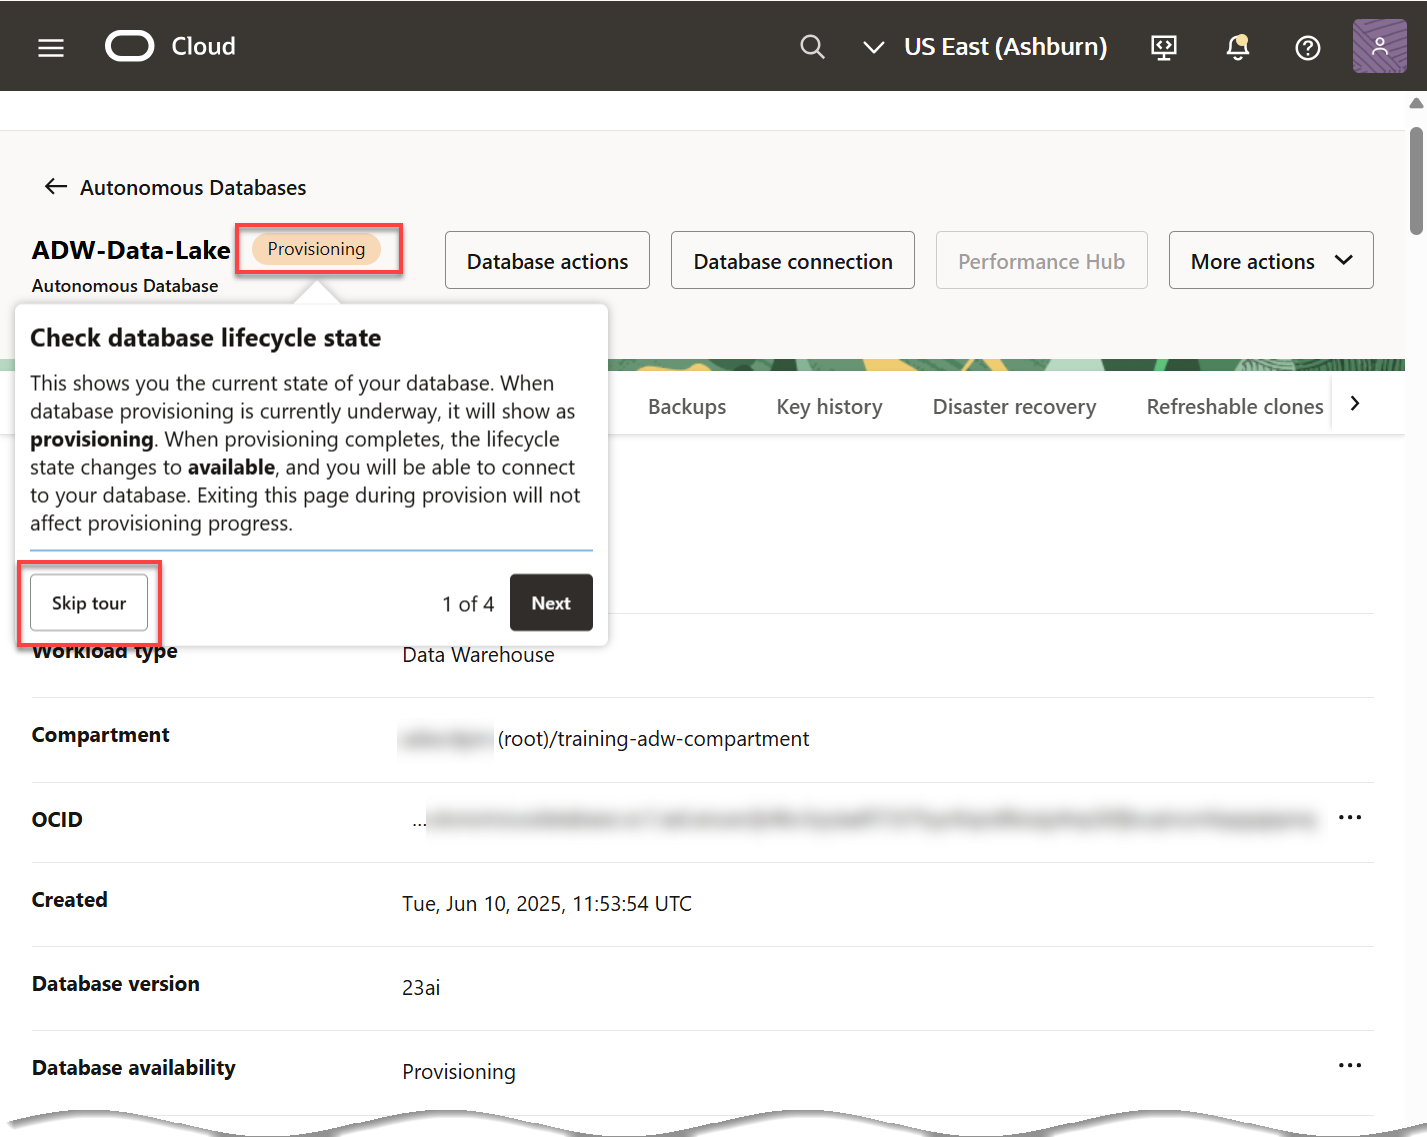 Cloud
US East (Ashburn)
Autonomous Databases
ADW-Data-Lake
Provisioning
Autonomous Database
Database actions
Database connection
Performance Hub
More actions
Check database lifecycle state
This shows you the current state of your database. When
database provisioning is currently underway, it will show as
provisioning. When provisioning completes, the lifecycle
state changes to available, and you will be able to connect
to your database. Exiting this page during provision will not
affect provisioning progress.
Skip tour
1 of 4
Next
Backups
Key history
Disaster recovery
Refreshable clones
Workload type
Data Warehouse
Compartment
(root)/training-adw-compartment
OCID
...
Created
Tue, Jun 10, 2025, 11:53:54 UTC
Database version
23ai
Database availability
Provisioning